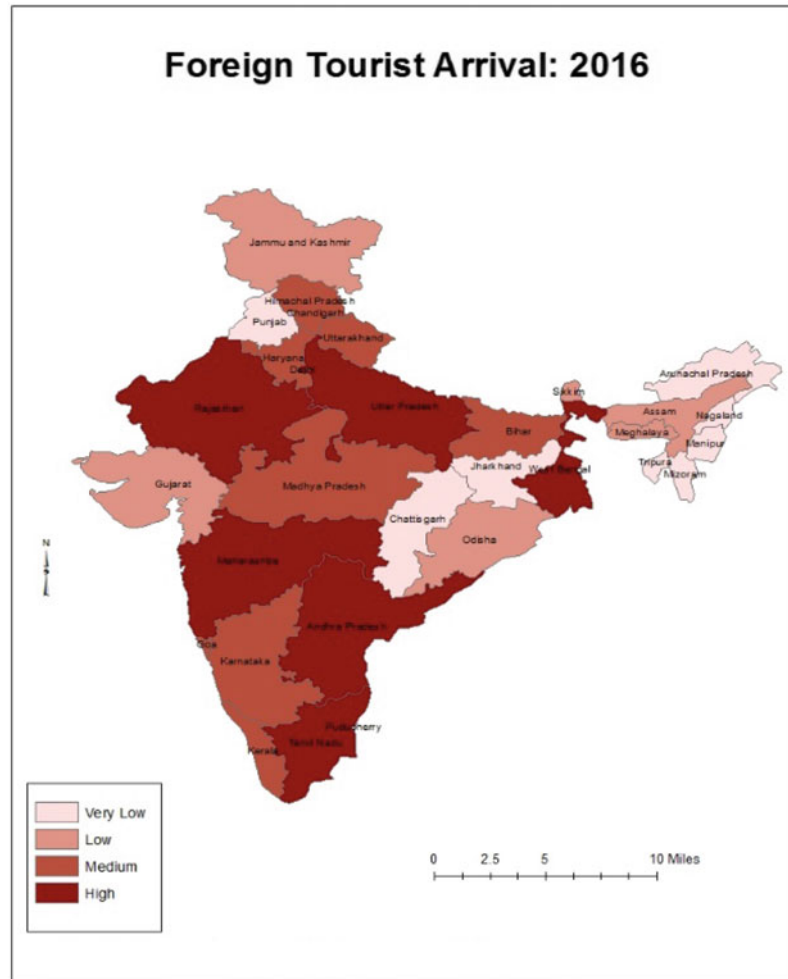 Foreign Tourist Arrival: 2016
Jammu and Kashmir
Himachal Pradesh
Chandigarh
Punjab
Uttarakhand
Haryana
Delhi
Rajasthan
Uttar Pradesh
Sikkim
Arunachal Pradesh
Assam
Nagaland
Meghalaya
Manipur
Bihar
Tripura
Mizoram
Jharkhand
West Bengal
Gujarat
Madhya Pradesh
Chattisgarh
Odisha
N
Maharashtra
Andhra Pradesh
Goa
Karnataka
Puducherry
Kerala
Tamil Nadu
Very Low
Low
Medium
High
0 2.5 5 10 Miles